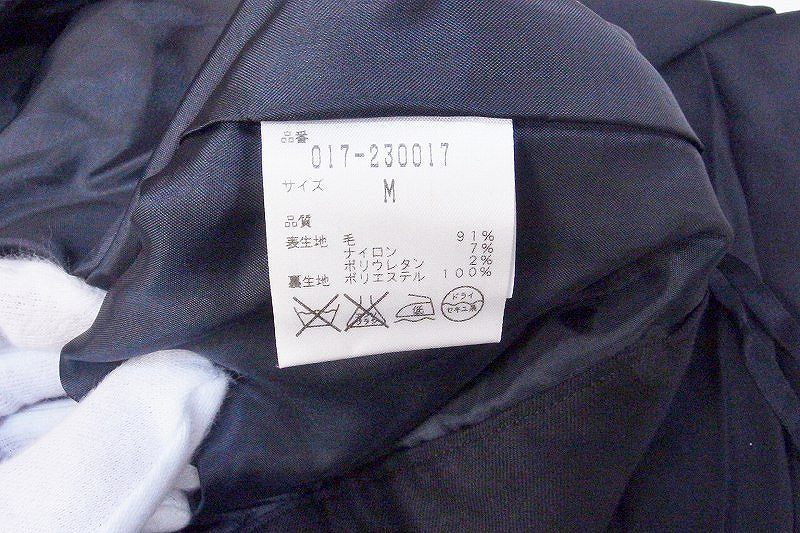 品番
017-230017
サイズ M
品質
表生地 毛 91%
ナイロン 7%
ポリウレタン 2%
裏生地 ポリエステル 100%
低
ドライ
セキユ系